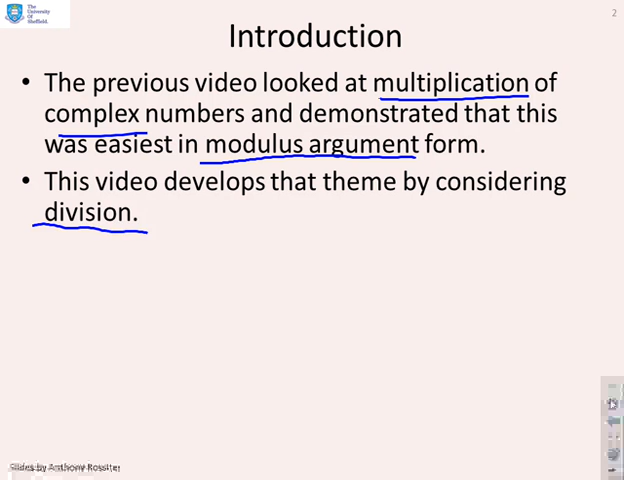 The
University
Of
Sheffield.
2
Introduction
• The previous video looked at multiplication of
complex numbers and demonstrated that this
was easiest in modulus argument form.
• This video develops that theme by considering
division.
Slides by Anthony Rossiter